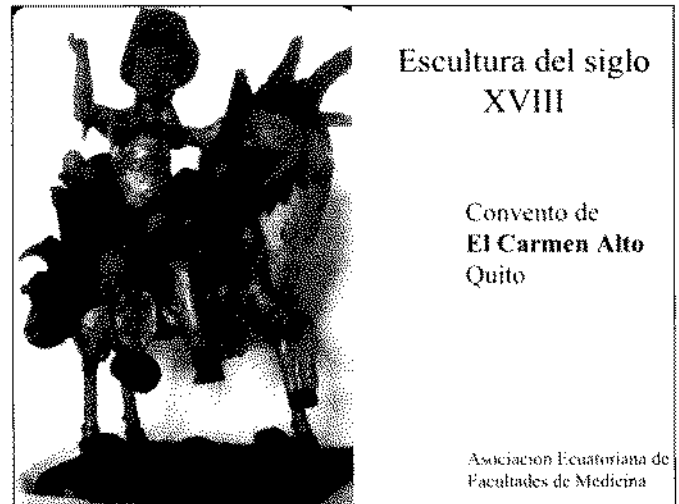 Escultura del siglo
XVIII
Convento de
El Carmen Alto
Quito
Asociacion Ecuatoriana de
Facultades de Medicina